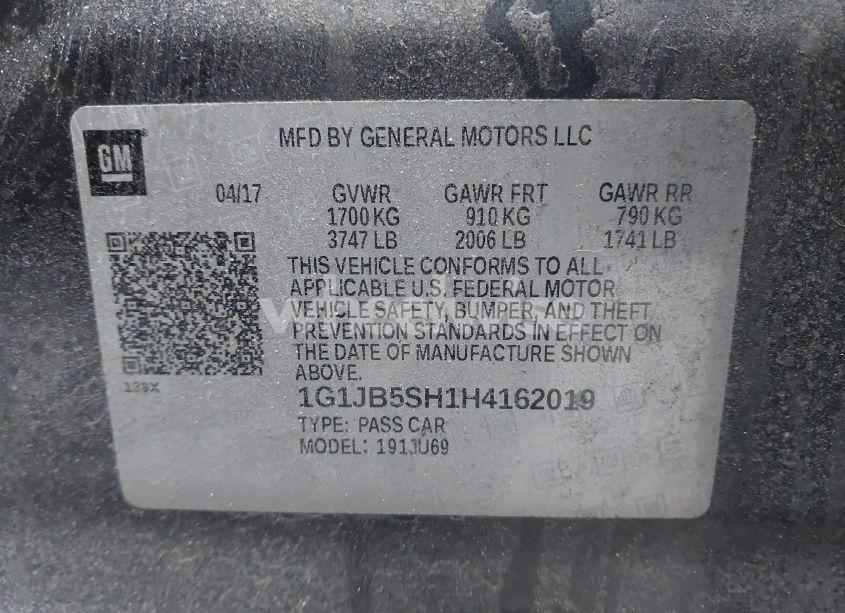 MFD BY GENERAL MOTORS LLC
GM
04/17 GVWR GAWR FRT GAWR RR
1700 KG 910 KG 790 KG
3747 LB 2006 LB 1741 LB
THIS VEHICLE CONFORMS TO ALL
APPLICABLE U.S. FEDERAL MOTOR
VEHICLE SAFETY, BUMPER, AND THEFT
PREVENTION STANDARDS IN EFFECT ON
THE DATE OF MANUFACTURE SHOWN
ABOVE.
139X
1G1JB5SH1H4162019
TYPE: PASS CAR
MODEL: 191JU69